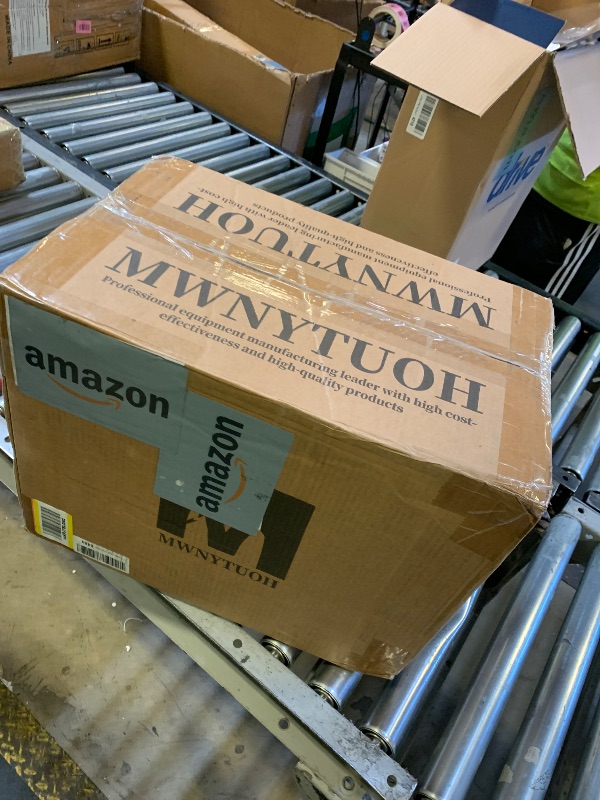 drive
MWNYTUOH
Professional equipment manufacturing leader with high cost-
effectiveness and high-quality products
MWNYTUOH
Professional equipment manufacturing leader with high cost-
effectiveness and high-quality products
amazon
amazon
M
MWNYTUOH